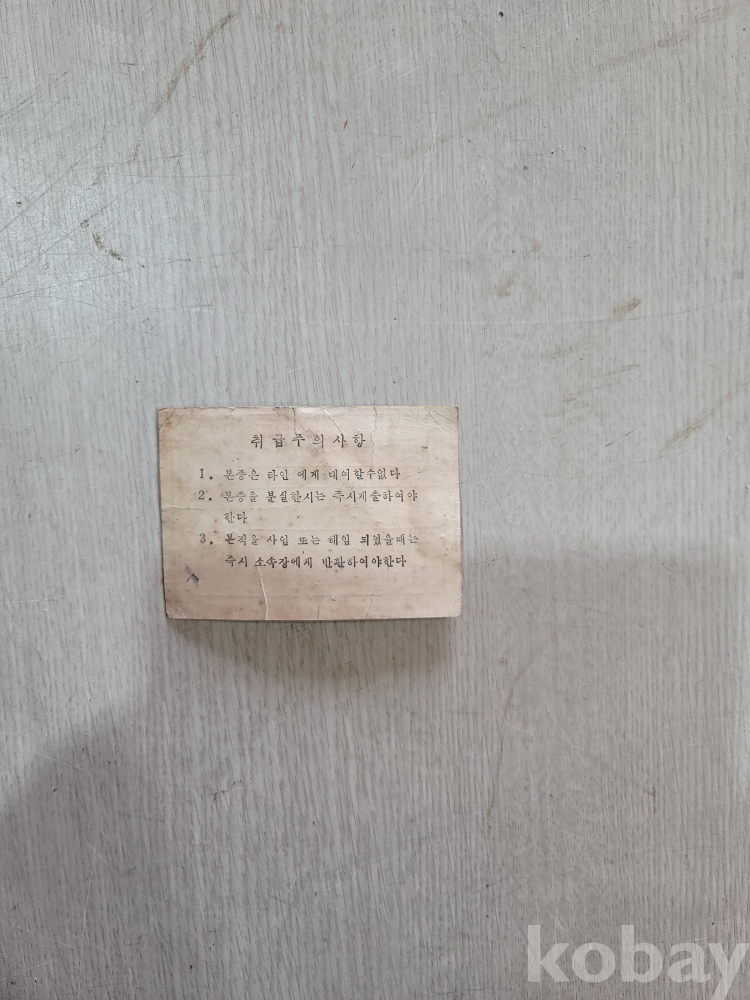 취급주의사항
1. 본증은 타인 에게 대여할수없다
2. 본증을 분실한시는 즉시계출하여야
한다
3. 본직을 사임 또는 해임 되었을때는
즉시 소속장에게 반환하여야한다
kobay